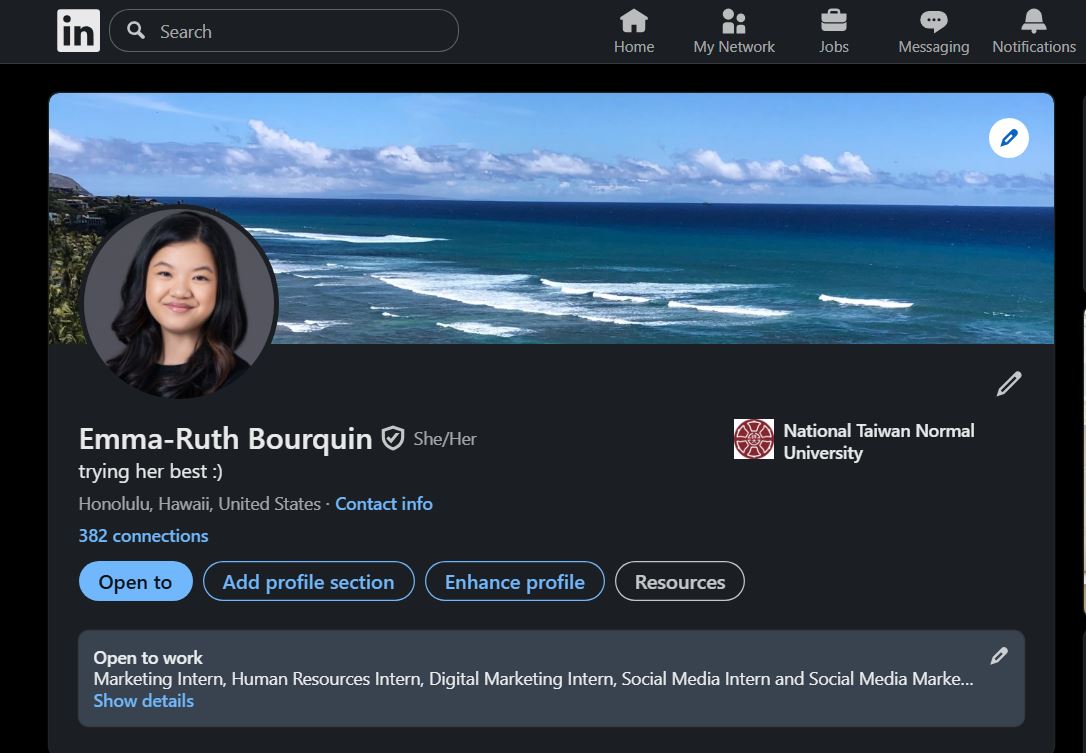 in
Search
Home
My Network
Jobs
Messaging
Notifications
Emma-Ruth Bourquin She/Her
National Taiwan Normal
University
trying her best :)
Honolulu, Hawaii, United States · Contact info
382 connections
Open to
Add profile section
Enhance profile
Resources
Open to work
Marketing Intern, Human Resources Intern, Digital Marketing Intern, Social Media Intern and Social Media Marke...
Show details